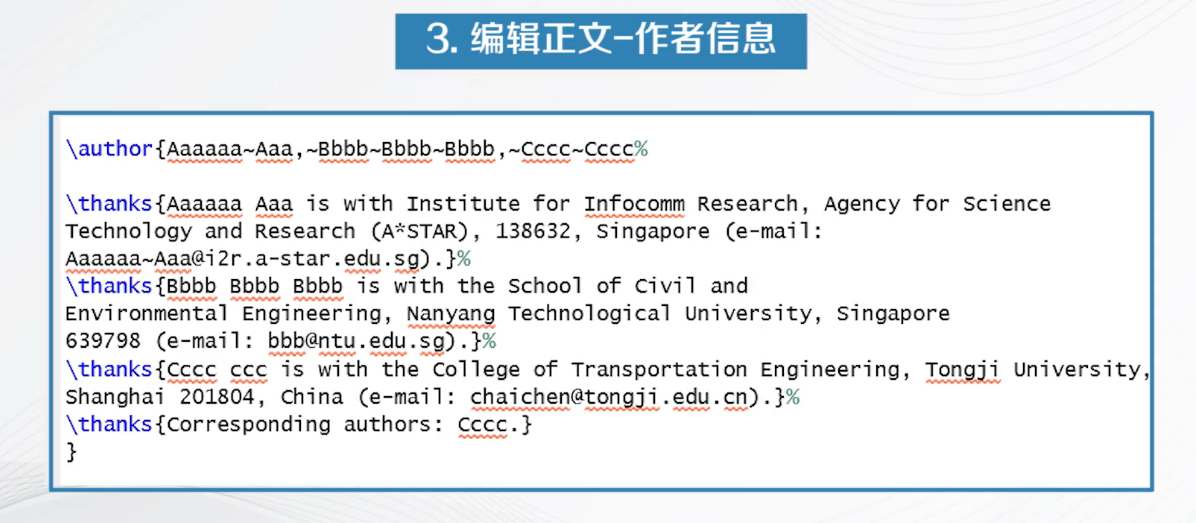 3. 编辑正文-作者信息
\author{Aaaaaa~Aaa,~Bbbb~Bbbb~Bbbb,~Cccc~Cccc%
\thanks{Aaaaaa Aaa is with Institute for Infocomm Research, Agency for Science
Technology and Research (A*STAR), 138632, Singapore (e-mail:
Aaaaaa~Aaa@i2r.a-star.edu.sg).}%
\thanks{Bbbb Bbbb Bbbb is with the School of Civil and
Environmental Engineering, Nanyang Technological University, Singapore
639798 (e-mail: bbb@ntu.edu.sg).}%
\thanks{Cccc ccc is with the College of Transportation Engineering, Tongji University,
Shanghai 201804, China (e-mail: chaichen@tongji.edu.cn).}%
\thanks{Corresponding authors: Cccc.}
}